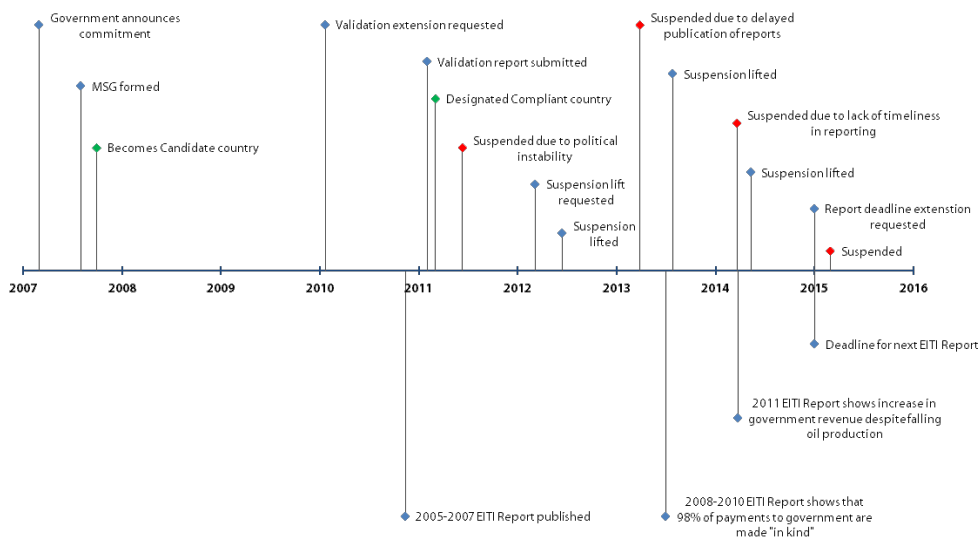 Government announces
commitment
MSG formed
Becomes Candidate country
Validation extension requested
Validation report submitted
Designated Compliant country
Suspended due to political
instability
Suspension lift
requested
Suspension
lifted
Suspended due to delayed
publication of reports
Suspension lifted
Suspended due to lack of timeliness
in reporting
Suspension lifted
Report deadline extenstion
requested
Suspended
2007
2008
2009
2010
2011
2012
2013
2014
2015
2016
Deadline for next EITI Report
2011 EITI Report shows increase in
government revenue despitefalling
oil production
2005-2007 EITI Report published
2008-2010 EITI Report shows that
98% of payments to government are
made "in kind"